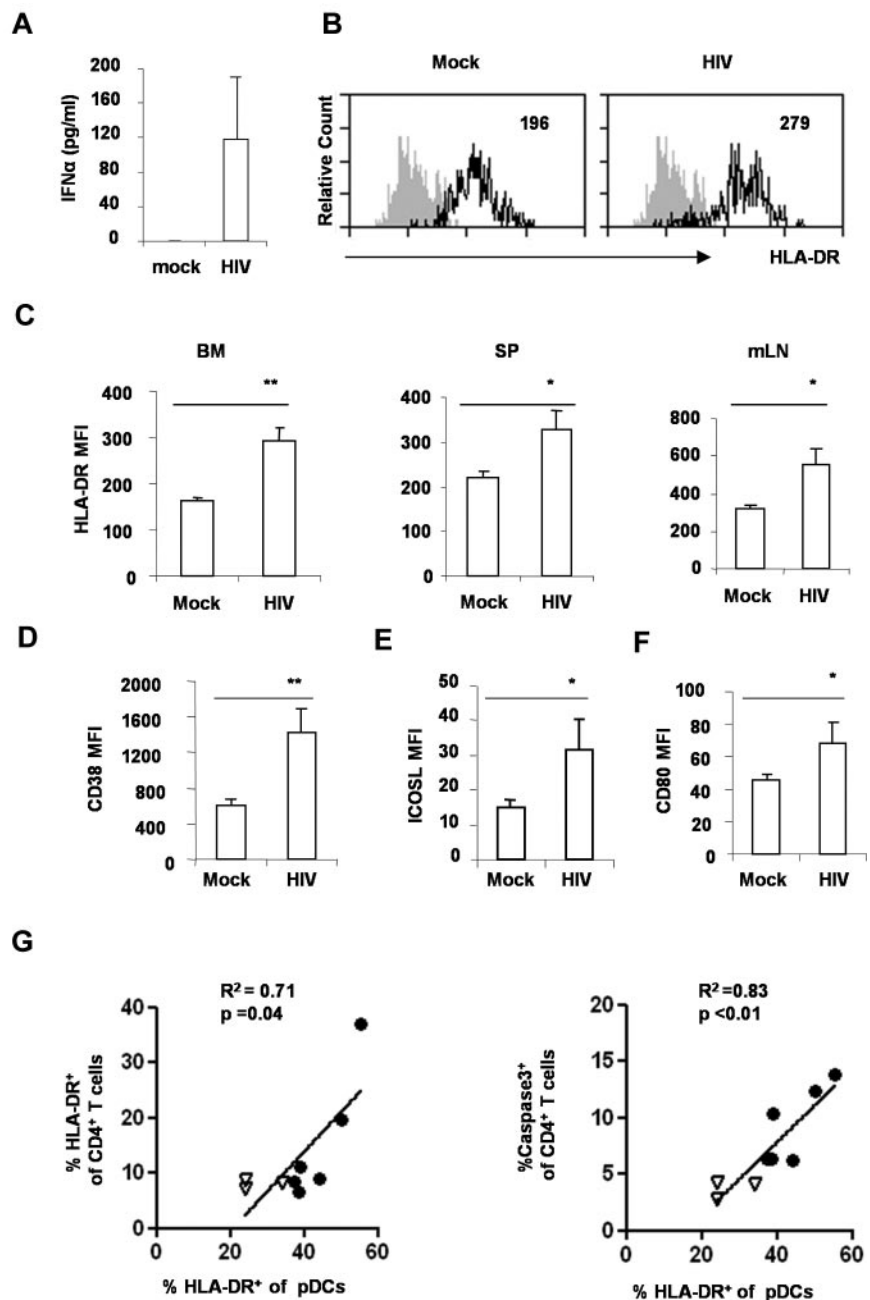 A
IFNα (pg/ml)
200
160
120
80
40
0
mock HIV
B
Mock HIV
Relative Count
196
279
HLA-DR
C
BM SP mLN
HLA-DR MFI
400
300
200
100
0
**
Mock HIV
400
300
200
100
0
*
Mock HIV
800
600
400
200
0
*
Mock HIV
D
CD38 MFI
2000
1600
1200
800
400
0
**
Mock HIV
E
ICOSL MFI
50
40
30
20
10
0
*
Mock HIV
F
CD80 MFI
100
80
60
40
20
0
*
Mock HIV
G
R² = 0.71
p =0.04
% HLA-DR⁺
of CD4⁺ T cells
40
30
20
10
0
0 20 40 60
% HLA-DR⁺ of pDCs
R² =0.83
p <0.01
%Caspase3⁺
of CD4⁺ T cells
20
15
10
5
0
0 20 40 60
% HLA-DR⁺ of pDCs